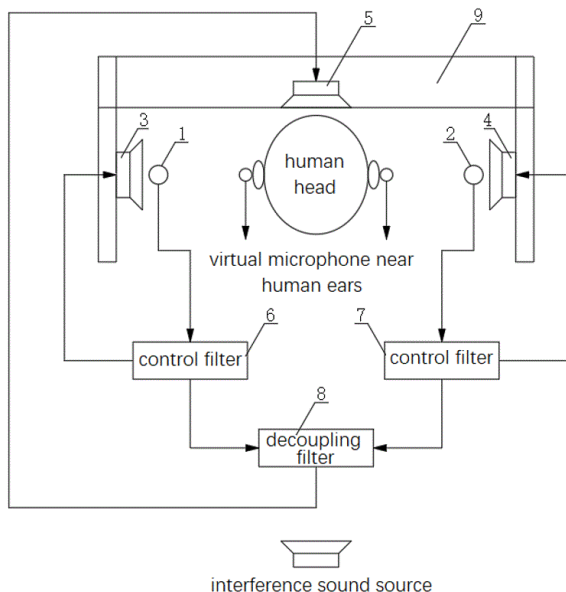 5
9
3
1
2
4
human
head
virtual microphone near
human ears
6
7
control filter
control filter
8
decoupling
filter
interference sound source